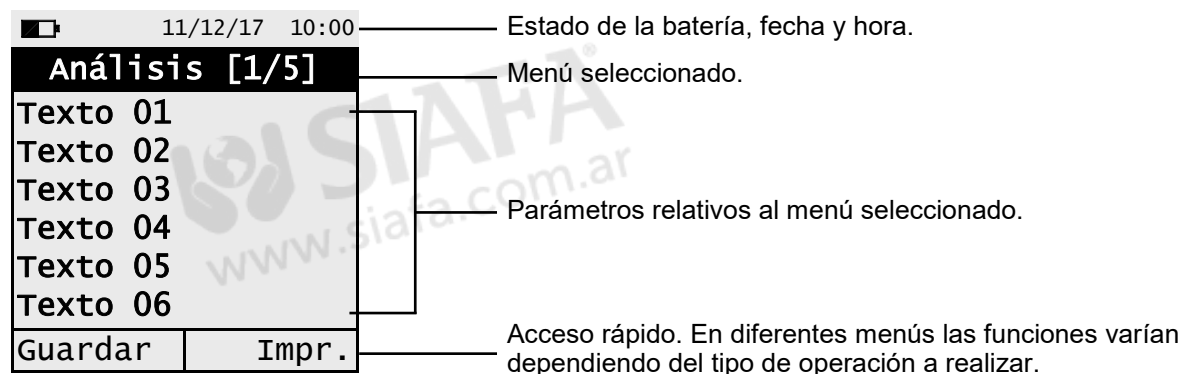 11/12/17 10:00
Estado de la batería, fecha y hora.
Análisis [1/5]
Menú seleccionado.
Texto 01
Texto 02
Texto 03
Texto 04
Texto 05
Texto 06
Parámetros relativos al menú seleccionado.
Guardar Impr.
Acceso rápido. En diferentes menús las funciones varían
dependiendo del tipo de operación a realizar.
SIAFA®
www.siafa.com.ar